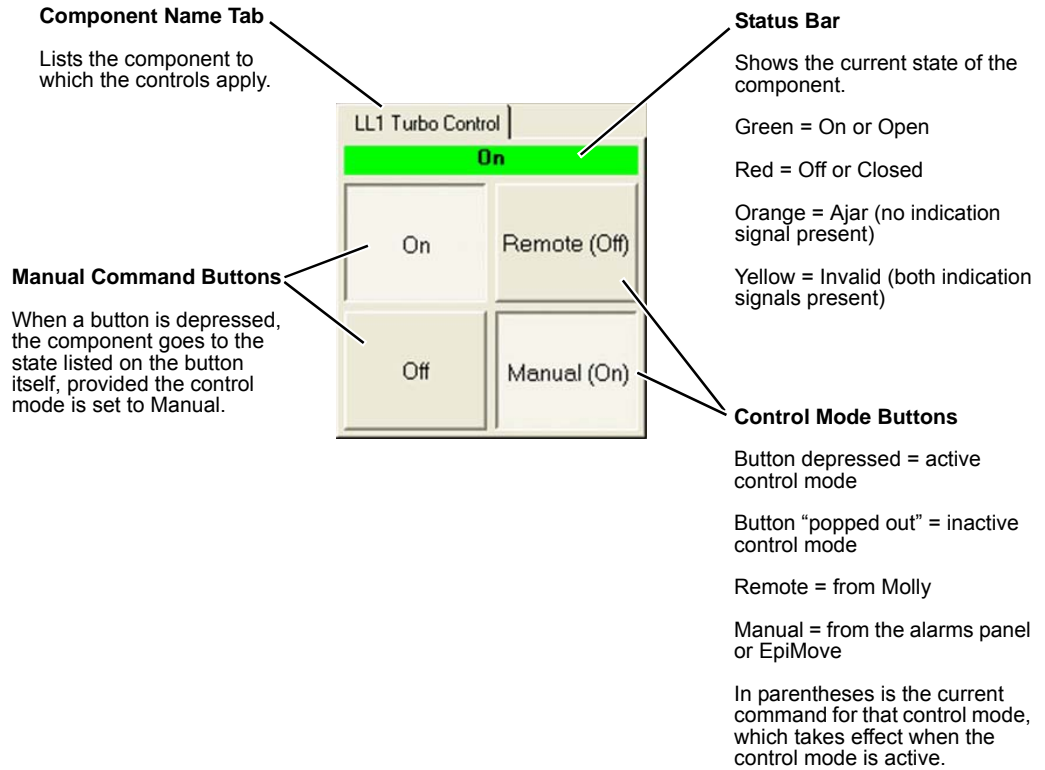 Component Name Tab
Lists the component to
which the controls apply.
Status Bar
Shows the current state of the
component.
Green = On or Open
Red = Off or Closed
Orange = Ajar (no indication
signal present)
Yellow = Invalid (both indication
signals present)
LL1 Turbo Control
On
On
Remote (Off)
Off
Manual (On)
Manual Command Buttons
When a button is depressed,
the component goes to the
state listed on the button
itself, provided the control
mode is set to Manual.
Control Mode Buttons
Button depressed = active
control mode
Button “popped out” = inactive
control mode
Remote = from Molly
Manual = from the alarms panel
or EpiMove
In parentheses is the current
command for that control mode,
which takes effect when the
control mode is active.